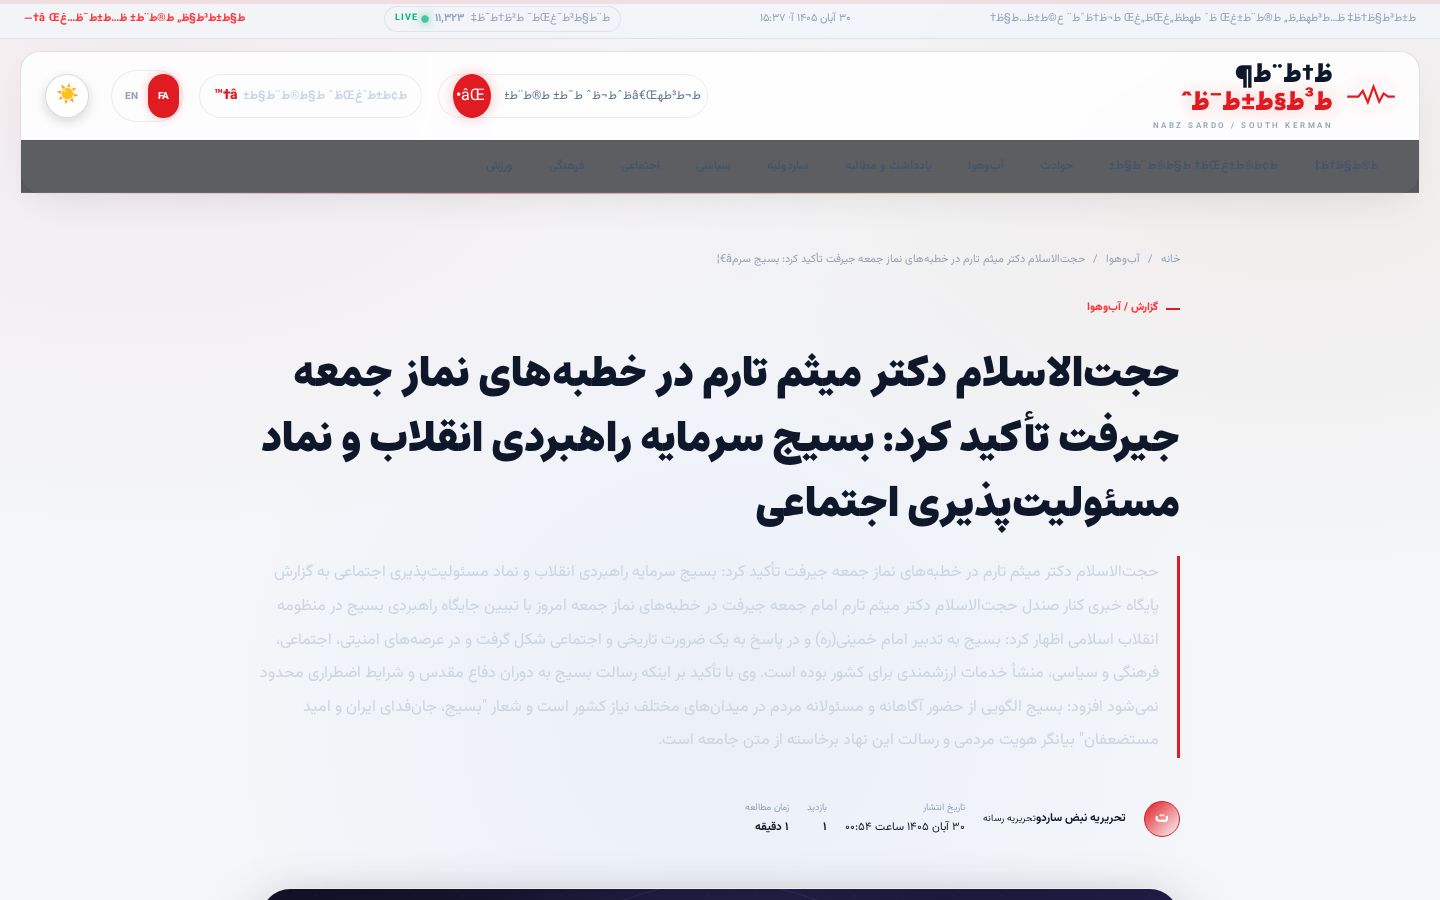 ۳۰ آبان ۱۴۰۵
۱۵:۳۷
۱۱,۳۲۳
LIVE
NABZ SARDO / SOUTH KERMAN
FA
EN
حوادث
آب‌وهوا
یادداشت و مطالبه
ساردوئیه
سیاسی
اجتماعی
فرهنگی
ورزش
خانه / آب‌وهوا / حجت‌الاسلام دکتر میثم تارم در خطبه‌های نماز جمعه جیرفت تأکید کرد: بسیج سرم
گزارش / آب‌وهوا
حجت‌الاسلام دکتر میثم تارم در خطبه‌های نماز جمعه
جیرفت تأکید کرد: بسیج سرمایه راهبردی انقلاب و نماد
مسئولیت‌پذیری اجتماعی
حجت‌الاسلام دکتر میثم تارم در خطبه‌های نماز جمعه جیرفت تأکید کرد: بسیج سرمایه راهبردی انقلاب و نماد مسئولیت‌پذیری اجتماعی به گزارش
پایگاه خبری کنار صندل حجت‌الاسلام دکتر میثم تارم امام جمعه جیرفت در خطبه‌های نماز جمعه امروز با تبیین جایگاه راهبردی بسیج در منظومه
انقلاب اسلامی اظهار کرد: بسیج به تدبیر امام خمینی(ره) و در پاسخ به یک ضرورت تاریخی و اجتماعی شکل گرفت و در عرصه‌های امنیتی، اجتماعی،
فرهنگی و سیاسی، منشأ خدمات ارزشمندی برای کشور بوده است. وی با تأکید بر اینکه رسالت بسیج به دوران دفاع مقدس و شرایط اضطراری محدود
نمی‌شود افزود: بسیج الگویی از حضور آگاهانه و مسئولانه مردم در میدان‌های مختلف نیاز کشور است و شعار "بسیج، جان‌فدای ایران و امید
مستضعفان" بیانگر هویت مردمی و رسالت این نهاد برخاسته از متن جامعه است.
ت
تحریریه نبض ساردو
تحریریه رسانه
تاریخ انتشار
۳۰ آبان ۱۴۰۵ ساعت ۰۰:۵۴
بازدید
۱
زمان مطالعه
۱ دقیقه